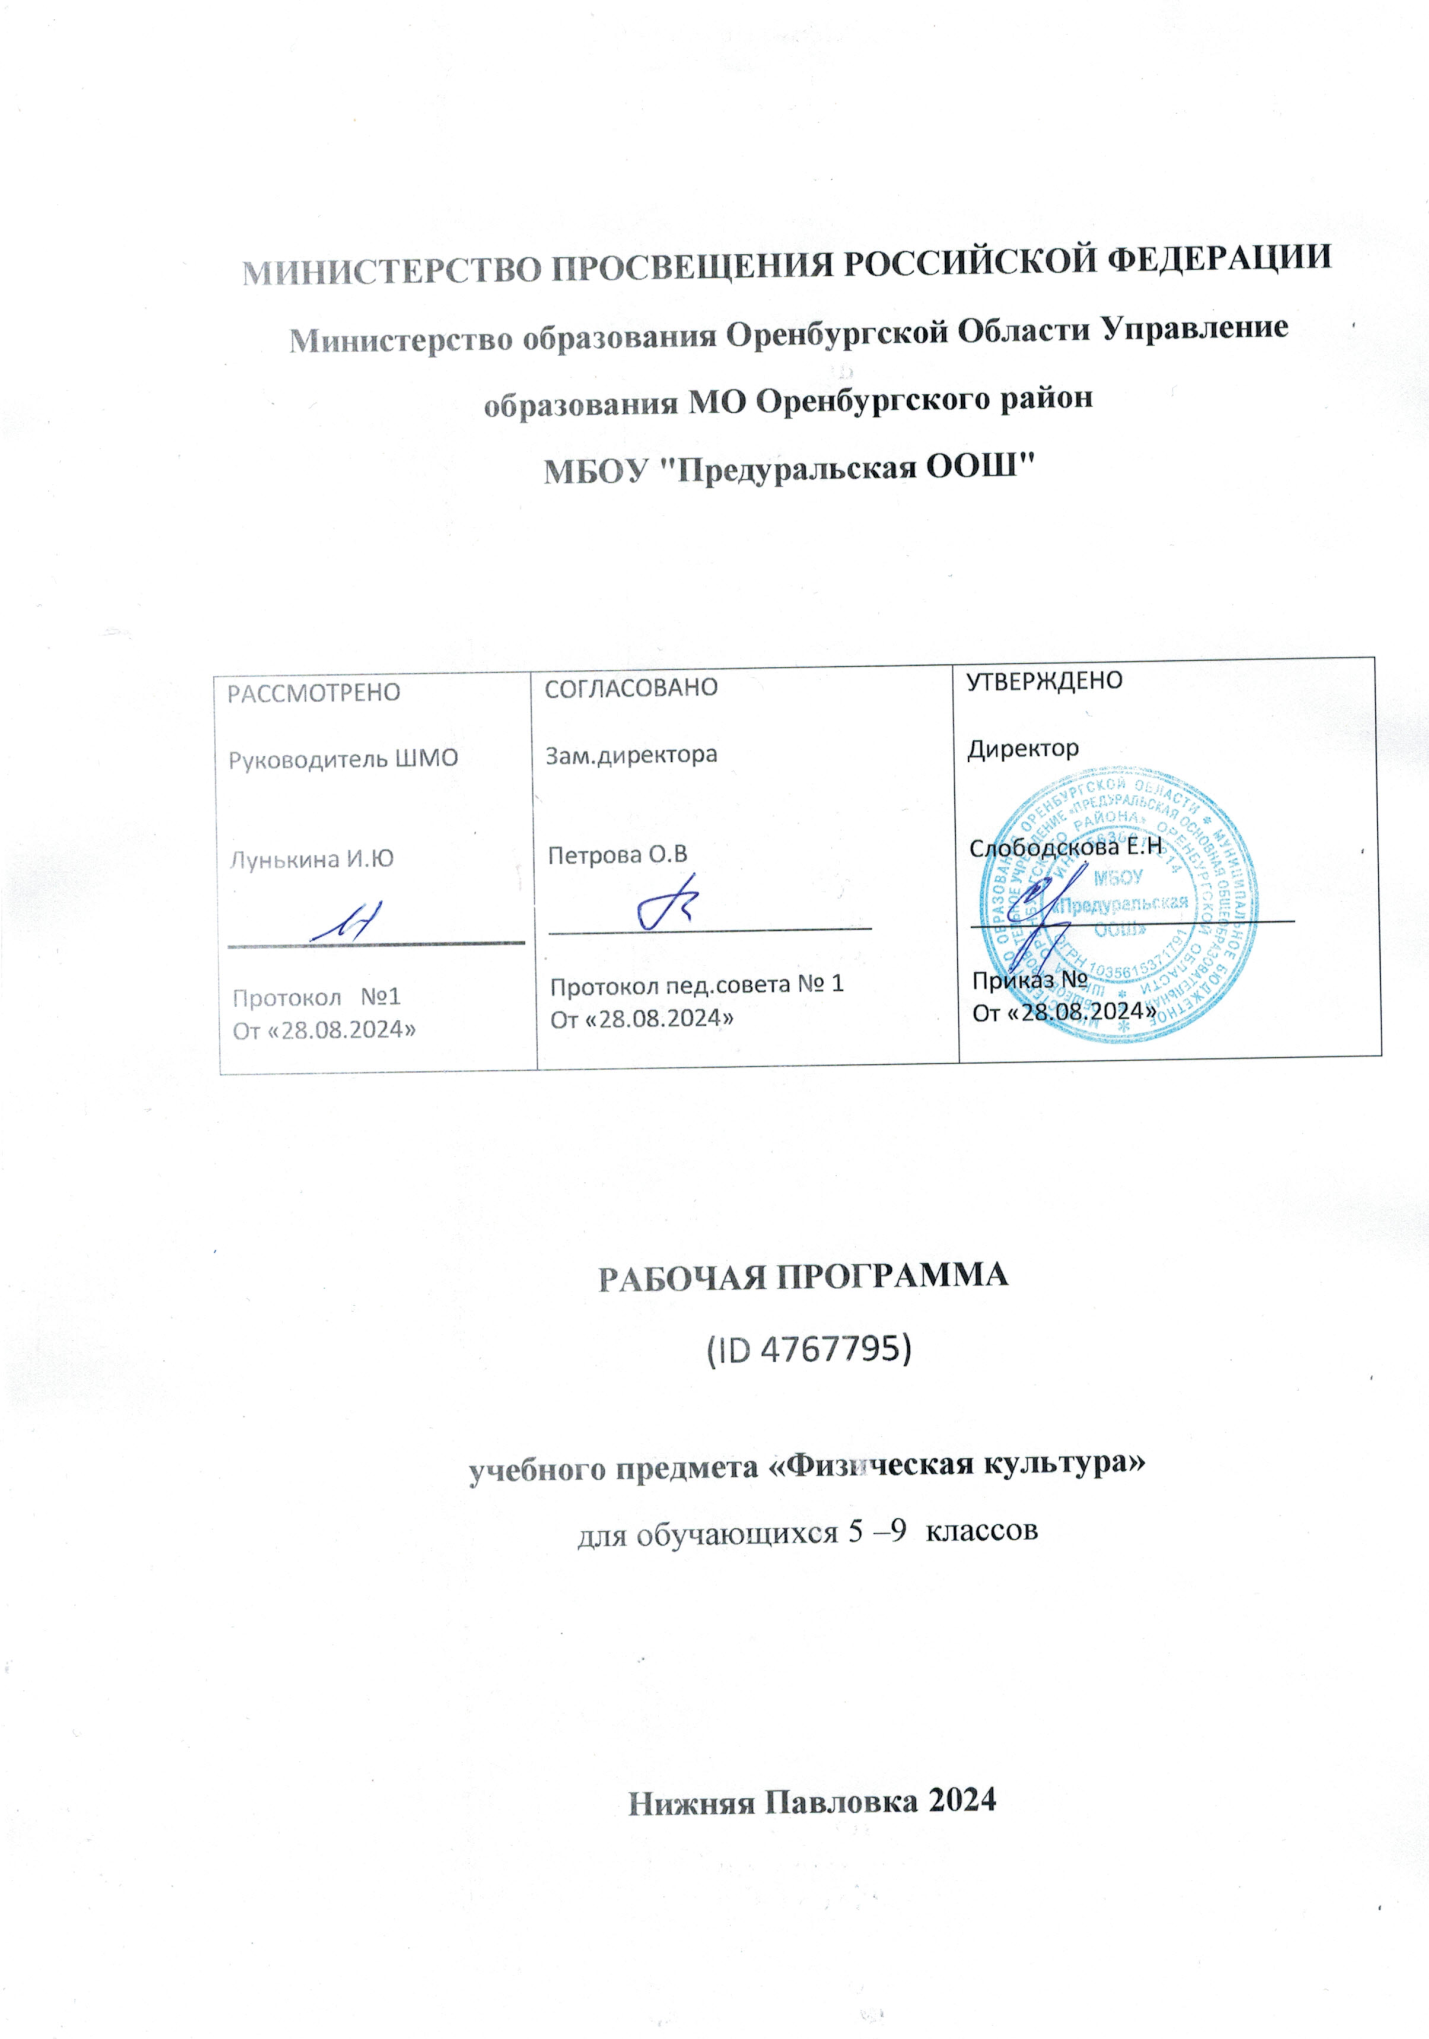 МИНИСТЕРСТВО ПРОСВЕЩЕНИЯ РОССИЙСКОЙ ФЕДЕРАЦИИ
Министерство образования Оренбургской Области Управление
образования МО Оренбургского район
МБОУ "Предуральская ООШ"
РАССМОТРЕНО
Руководитель ШМО
Лунькина И.Ю
Протокол №1
От «28.08.2024»
СОГЛАСОВАНО
Зам.директора
Петрова О.В
Протокол пед.совета № 1
От «28.08.2024»
УТВЕРЖДЕНО
Директор
Слободскова Е.Н
Приказ №
От «28.08.2024»
МБОУ
«Предуральская
ООШ»
ОГРН 1035615371791
РАБОЧАЯ ПРОГРАММА
(ID 4767795)
учебного предмета «Физическая культура»
для обучающихся 5 –9 классов
Нижняя Павловка 2024